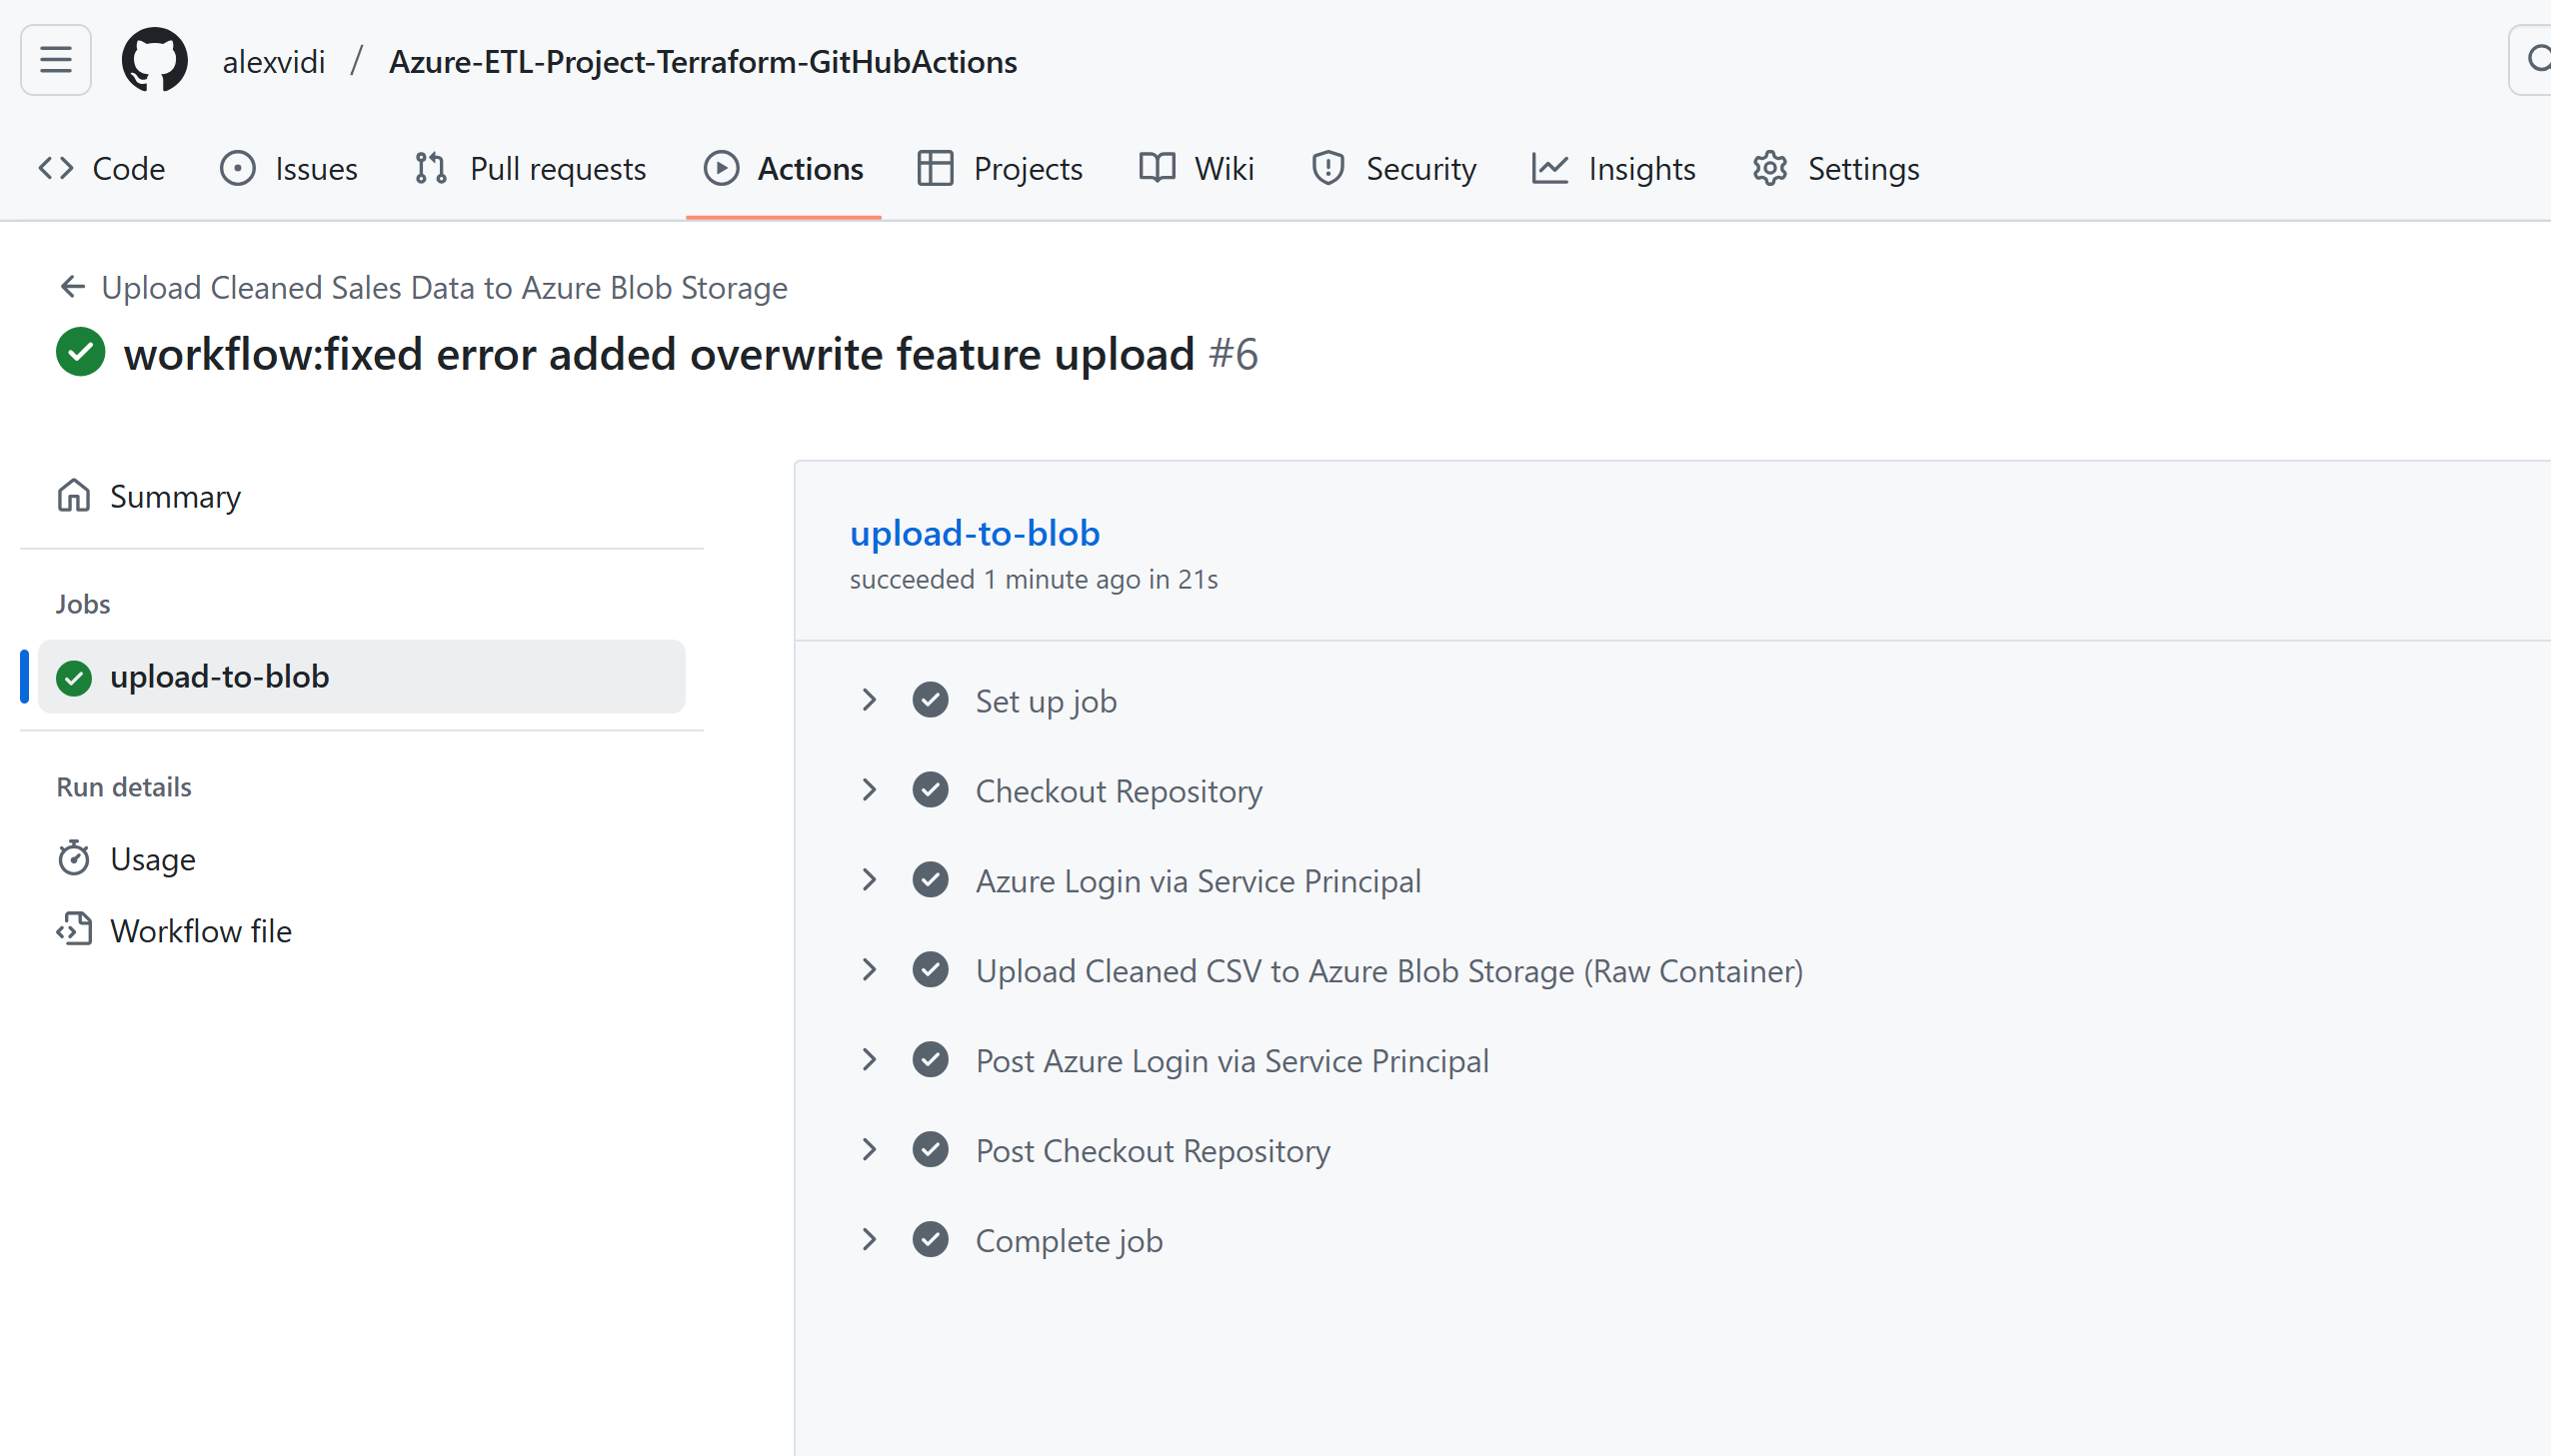 alexvidi / Azure-ETL-Project-Terraform-GitHubActions
Code Issues Pull requests Actions Projects Wiki Security Insights Settings
Upload Cleaned Sales Data to Azure Blob Storage
workflow:fixed error added overwrite feature upload #6
Summary
Jobs
upload-to-blob
Run details
Usage
Workflow file
upload-to-blob
succeeded 1 minute ago in 21s
Set up job
Checkout Repository
Azure Login via Service Principal
Upload Cleaned CSV to Azure Blob Storage (Raw Container)
Post Azure Login via Service Principal
Post Checkout Repository
Complete job